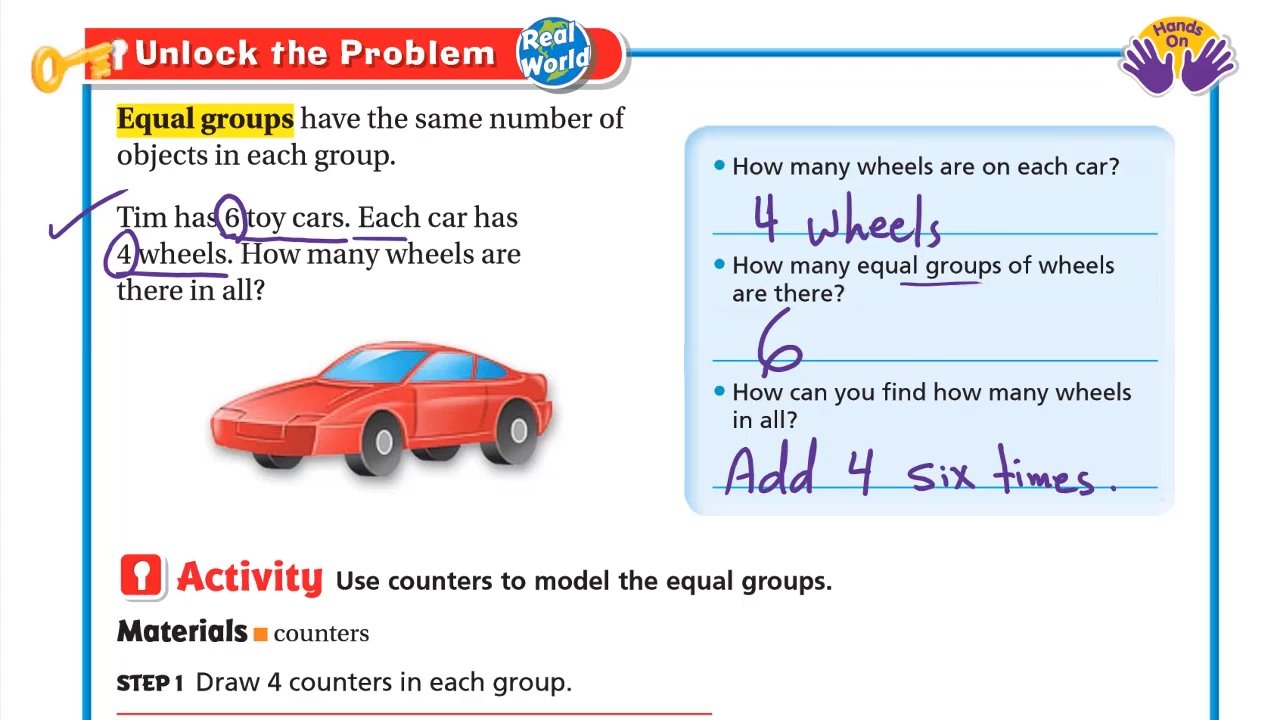 Unlock the Problem
Real World
Hands On
Equal groups have the same number of
objects in each group.
Tim has 6 toy cars. Each car has
4 wheels. How many wheels are
there in all?
• How many wheels are on each car?
4 wheels
• How many equal groups of wheels
are there?
6
• How can you find how many wheels
in all?
Add 4 six times.
Activity Use counters to model the equal groups.
Materials ■ counters
STEP 1 Draw 4 counters in each group.